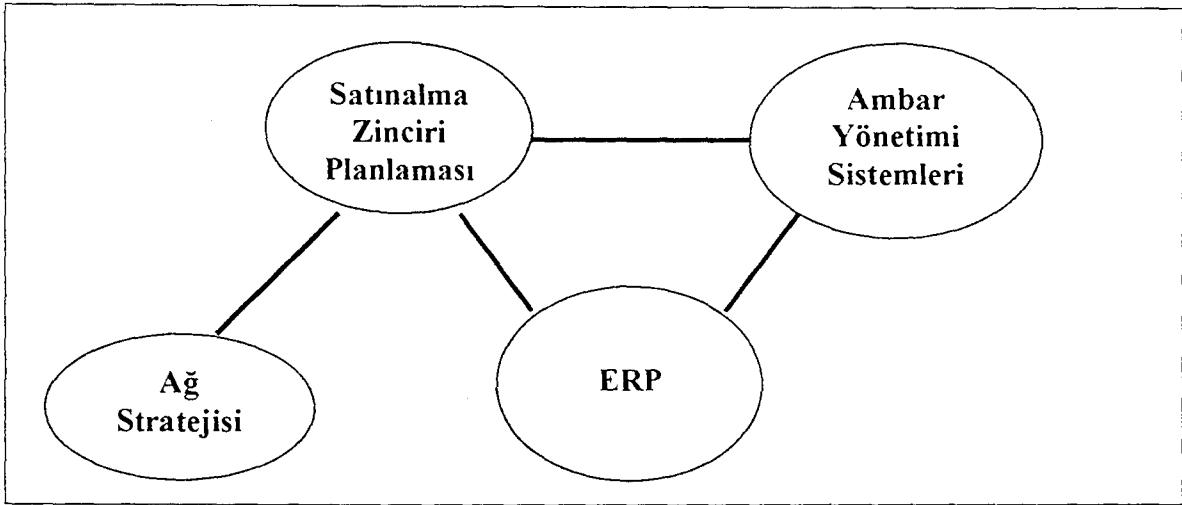 Satınalma
Zinciri
Planlaması
Ambar
Yönetimi
Sistemleri
Ağ
Stratejisi
ERP